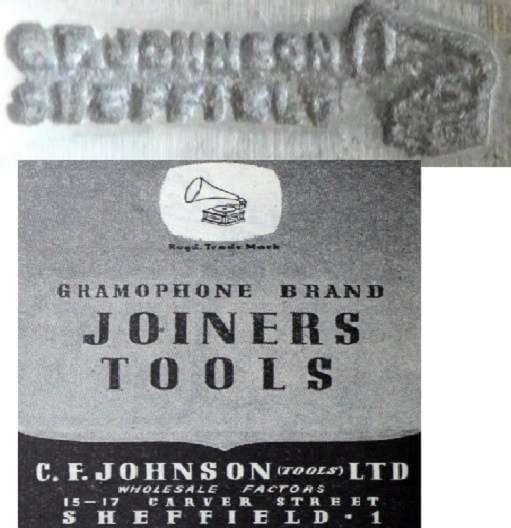 C.F.JOHNSON
SHEFFIELD
Regd. Trade Mark
GRAMOPHONE BRAND
JOINERS
TOOLS
C. F. JOHNSON (TOOLS) LTD
WHOLESALE FACTORS
15—17 CARVER STREET
SHEFFIELD - 1